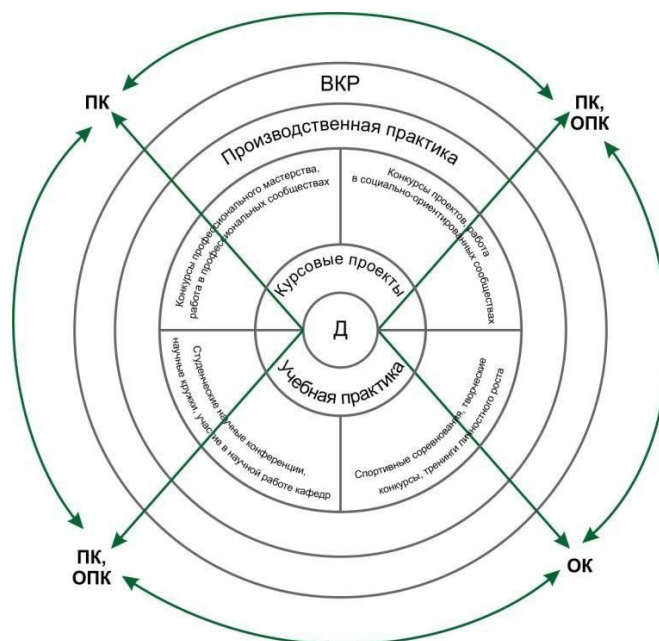 ВКР
ПК
ПК,
ОПК
Производственная практика
Конкурсы профессионального мастерства,
работа в профессиональных сообществах
Конкурсы проектов, работа
в социально-ориентированных сообществах
Курсовые проекты
Д
Учебная практика
Студенческие научные конференции,
научные кружки, участие в научной работе кафедр
Спортивные соревнования, творческие
конкурсы, тренинги личностного роста
ПК,
ОПК
ОК